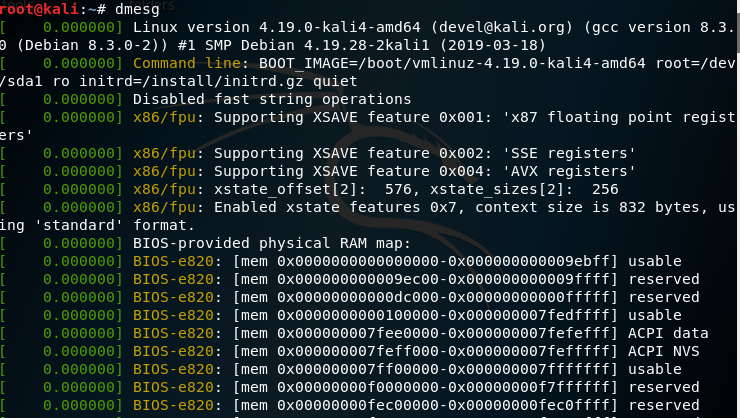 root@kali:~# dmesg
[    0.000000] Linux version 4.19.0-kali4-amd64 (devel@kali.org) (gcc version 8.3.
0 (Debian 8.3.0-2)) #1 SMP Debian 4.19.28-2kali1 (2019-03-18)
[    0.000000] Command line: BOOT_IMAGE=/boot/vmlinuz-4.19.0-kali4-amd64 root=/dev
/sda1 ro initrd=/install/initrd.gz quiet
[    0.000000] Disabled fast string operations
[    0.000000] x86/fpu: Supporting XSAVE feature 0x001: 'x87 floating point regist
ers'
[    0.000000] x86/fpu: Supporting XSAVE feature 0x002: 'SSE registers'
[    0.000000] x86/fpu: Supporting XSAVE feature 0x004: 'AVX registers'
[    0.000000] x86/fpu: xstate_offset[2]:  576, xstate_sizes[2]:  256
[    0.000000] x86/fpu: Enabled xstate features 0x7, context size is 832 bytes, us
ing 'standard' format.
[    0.000000] BIOS-provided physical RAM map:
[    0.000000] BIOS-e820: [mem 0x0000000000000000-0x000000000009ebff] usable
[    0.000000] BIOS-e820: [mem 0x000000000009ec00-0x000000000009ffff] reserved
[    0.000000] BIOS-e820: [mem 0x00000000000dc000-0x00000000000fffff] reserved
[    0.000000] BIOS-e820: [mem 0x0000000000100000-0x000000007fedffff] usable
[    0.000000] BIOS-e820: [mem 0x000000007fee0000-0x000000007fefefff] ACPI data
[    0.000000] BIOS-e820: [mem 0x000000007feff000-0x000000007fefffff] ACPI NVS
[    0.000000] BIOS-e820: [mem 0x000000007ff00000-0x000000007fffffff] usable
[    0.000000] BIOS-e820: [mem 0x00000000f0000000-0x00000000f7ffffff] reserved
[    0.000000] BIOS-e820: [mem 0x00000000fec00000-0x00000000fec0ffff] reserved